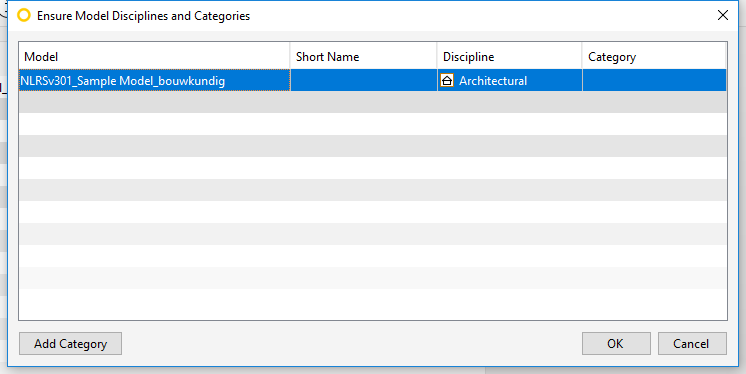 Ensure Model Disciplines and Categories
Model Short Name Discipline Category
NLRSv301_Sample Model_bouwkundig Architectural
Add Category OK Cancel